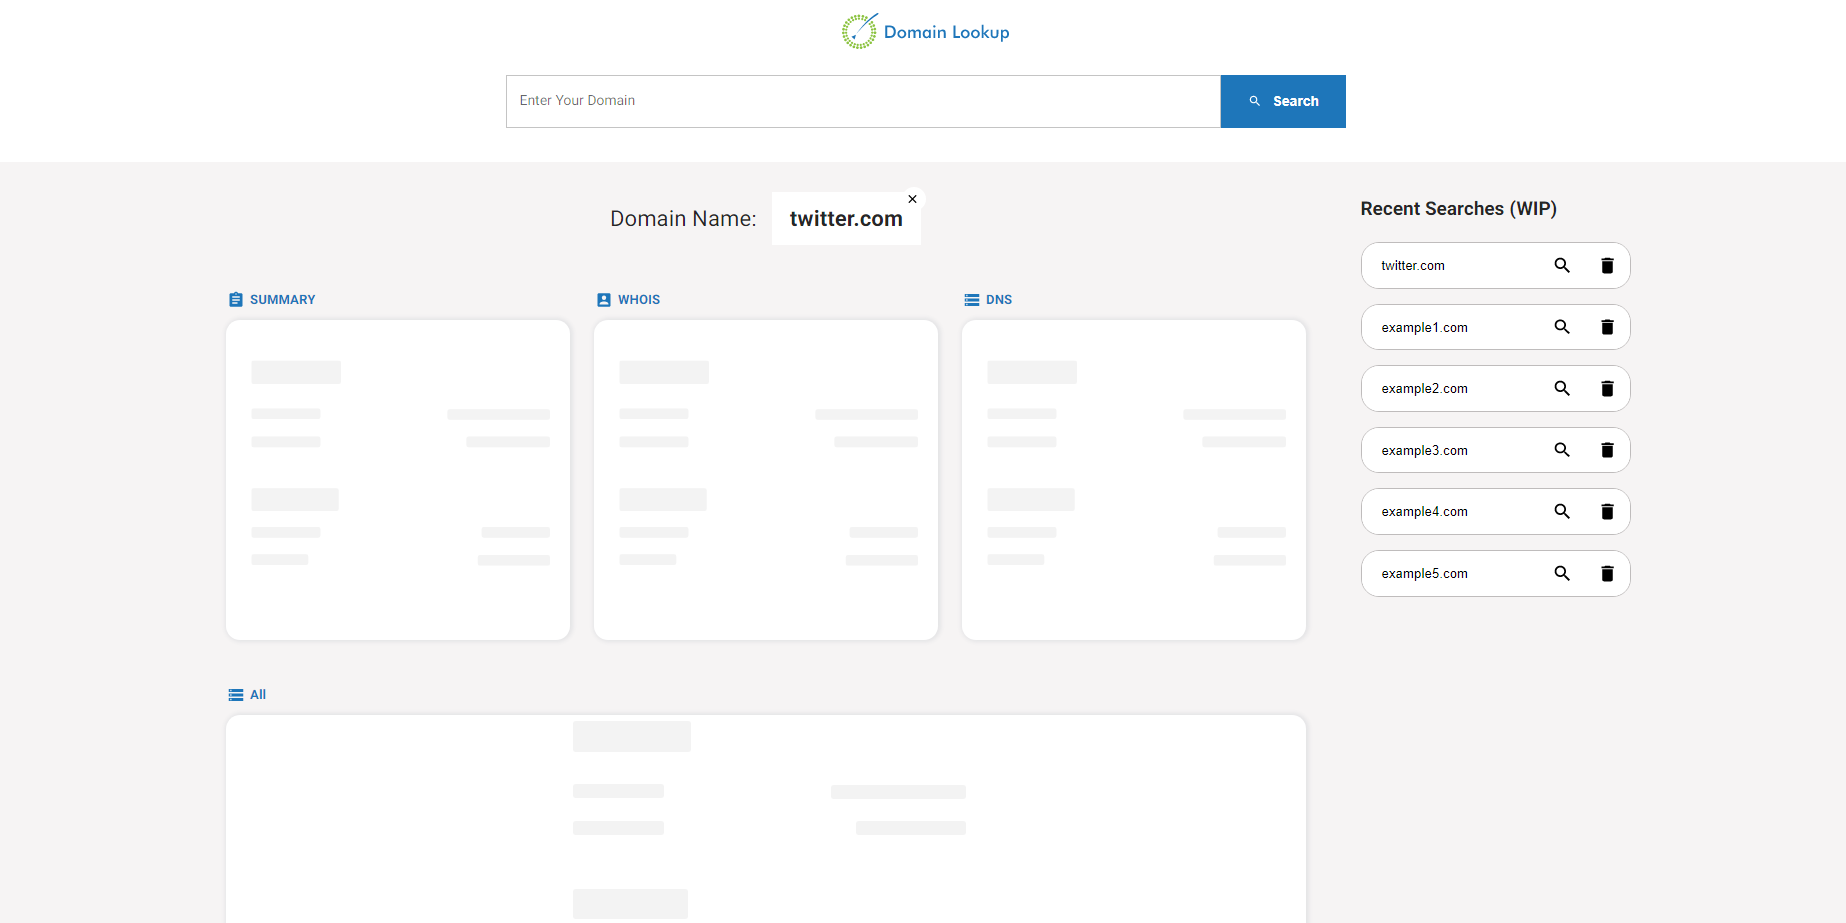 Domain Lookup
Enter Your Domain
Search
Domain Name:
twitter.com
SUMMARY
WHOIS
DNS
All
Recent Searches (WIP)
twitter.com
example1.com
example2.com
example3.com
example4.com
example5.com